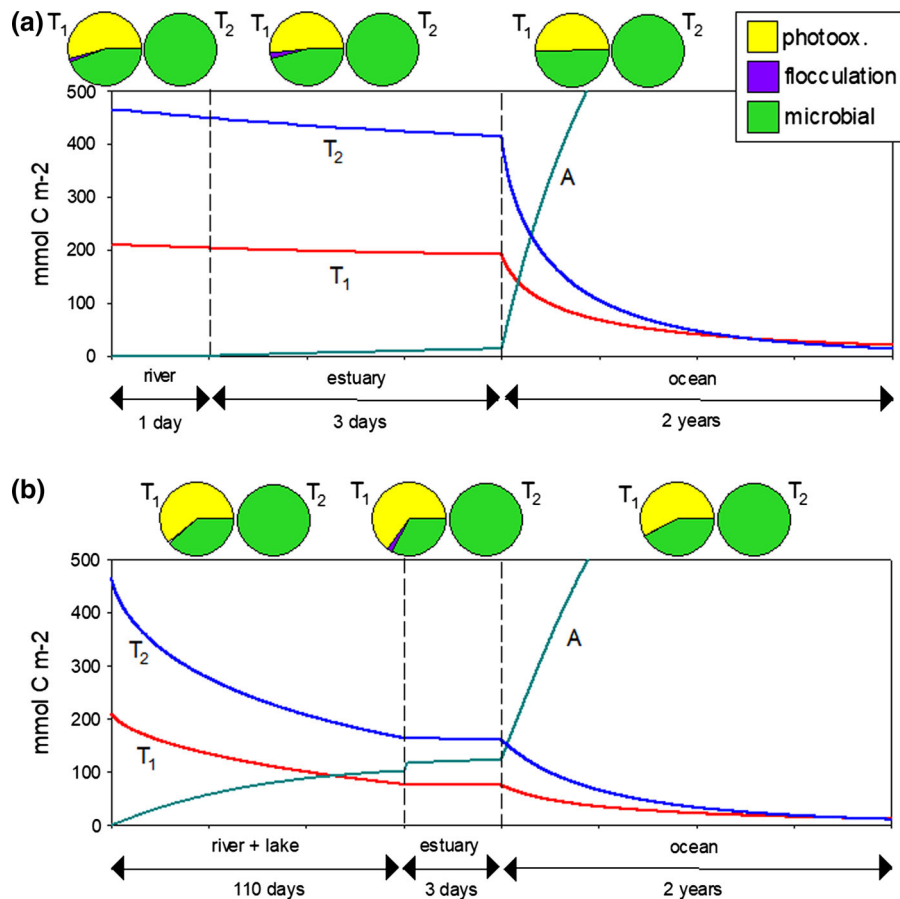 (a) T1 T2 T1 T2 T1 T2
photoox.
flocculation
microbial
500
400
300
200
100
0
mmol C m-2
T2
T1
A
river estuary ocean
1 day 3 days 2 years
(b) T1 T2 T1 T2 T1 T2
500
400
300
200
100
0
mmol C m-2
T2
T1
A
river + lake estuary ocean
110 days 3 days 2 years